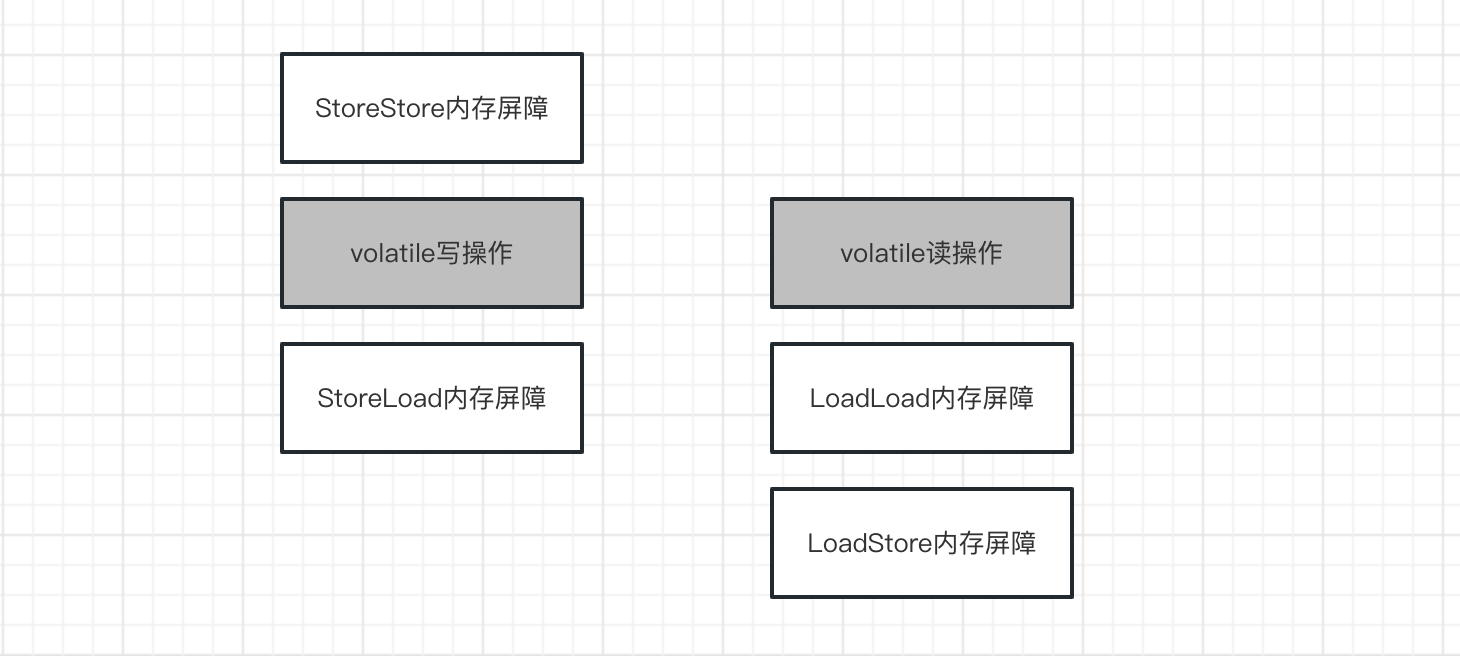 StoreStore内存屏障
volatile写操作
StoreLoad内存屏障
volatile读操作
LoadLoad内存屏障
LoadStore内存屏障